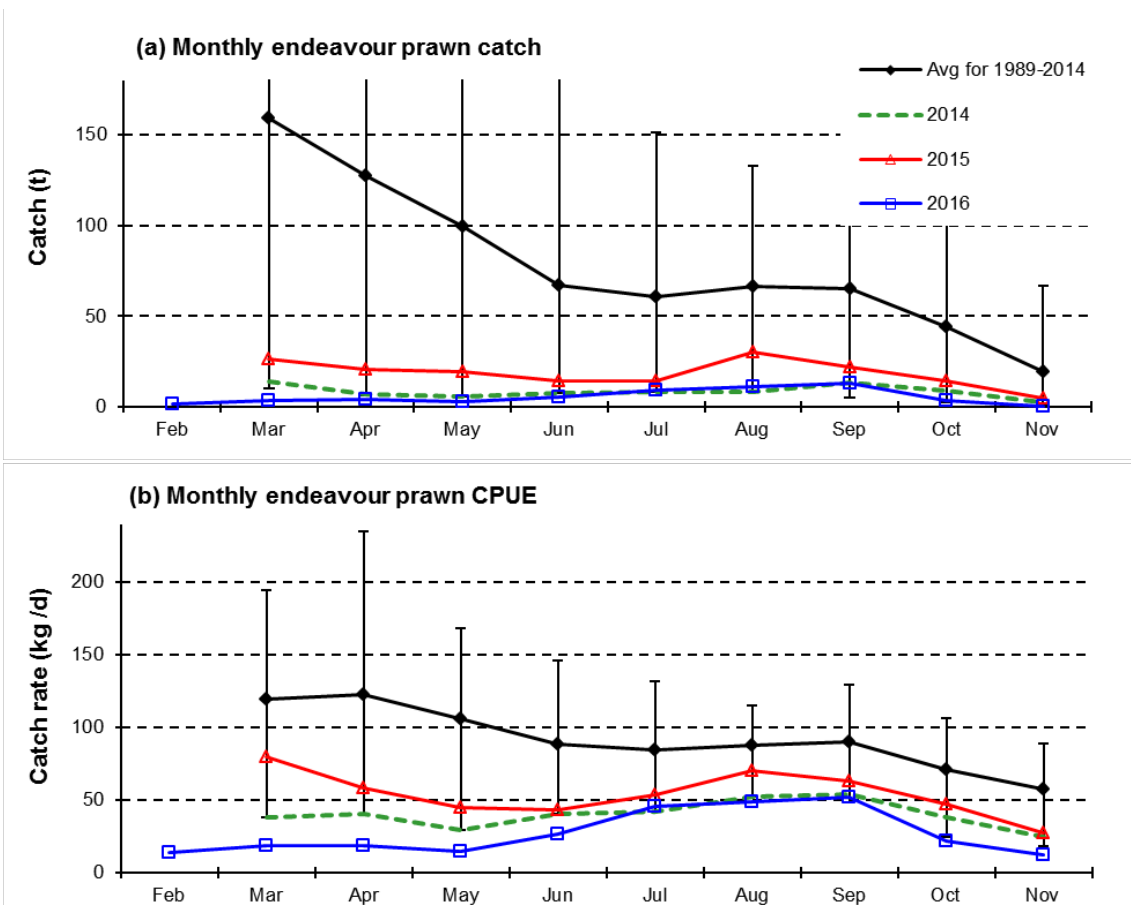 (a) Monthly endeavour prawn catch
Avg for 1989-2014
2014
2015
2016
Catch (t)
150
100
50
0
Feb Mar Apr May Jun Jul Aug Sep Oct Nov
(b) Monthly endeavour prawn CPUE
Catch rate (kg /d)
200
150
100
50
0
Feb Mar Apr May Jun Jul Aug Sep Oct Nov